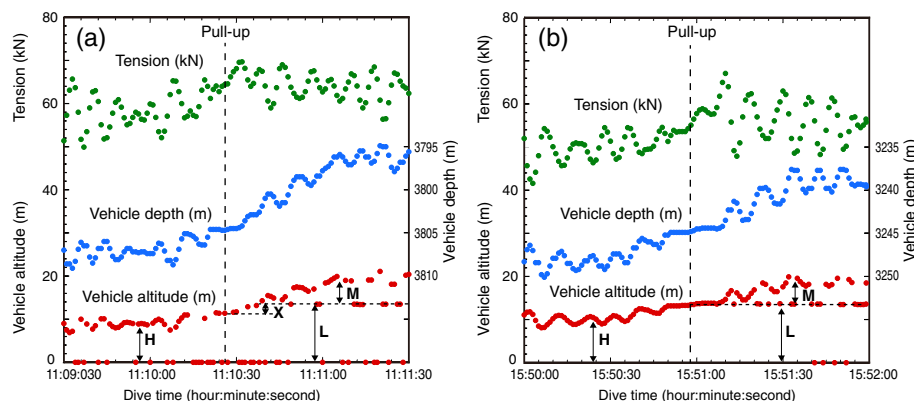 (a)
Pull-up
Tension (kN)
Vehicle depth (m)
Vehicle altitude (m)
H
X
M
L
80
60
40
20
0
Tension (kN)
Vehicle altitude (m)
3795
3800
3805
3810
Vehicle depth (m)
11:09:030
11:10:00
11:10:30
11:11:00
11:11:30
Dive time (hour:minute:second)
(b)
Pull-up
Tension (kN)
Vehicle depth (m)
Vehicle altitude (m)
H
M
L
80
60
40
20
0
Tension (kN)
Vehicle altitude (m)
3235
3240
3245
3250
Vehicle depth (m)
15:50:00
15:50:30
15:51:00
15:51:30
15:52:00
Dive time (hour:minute:second)